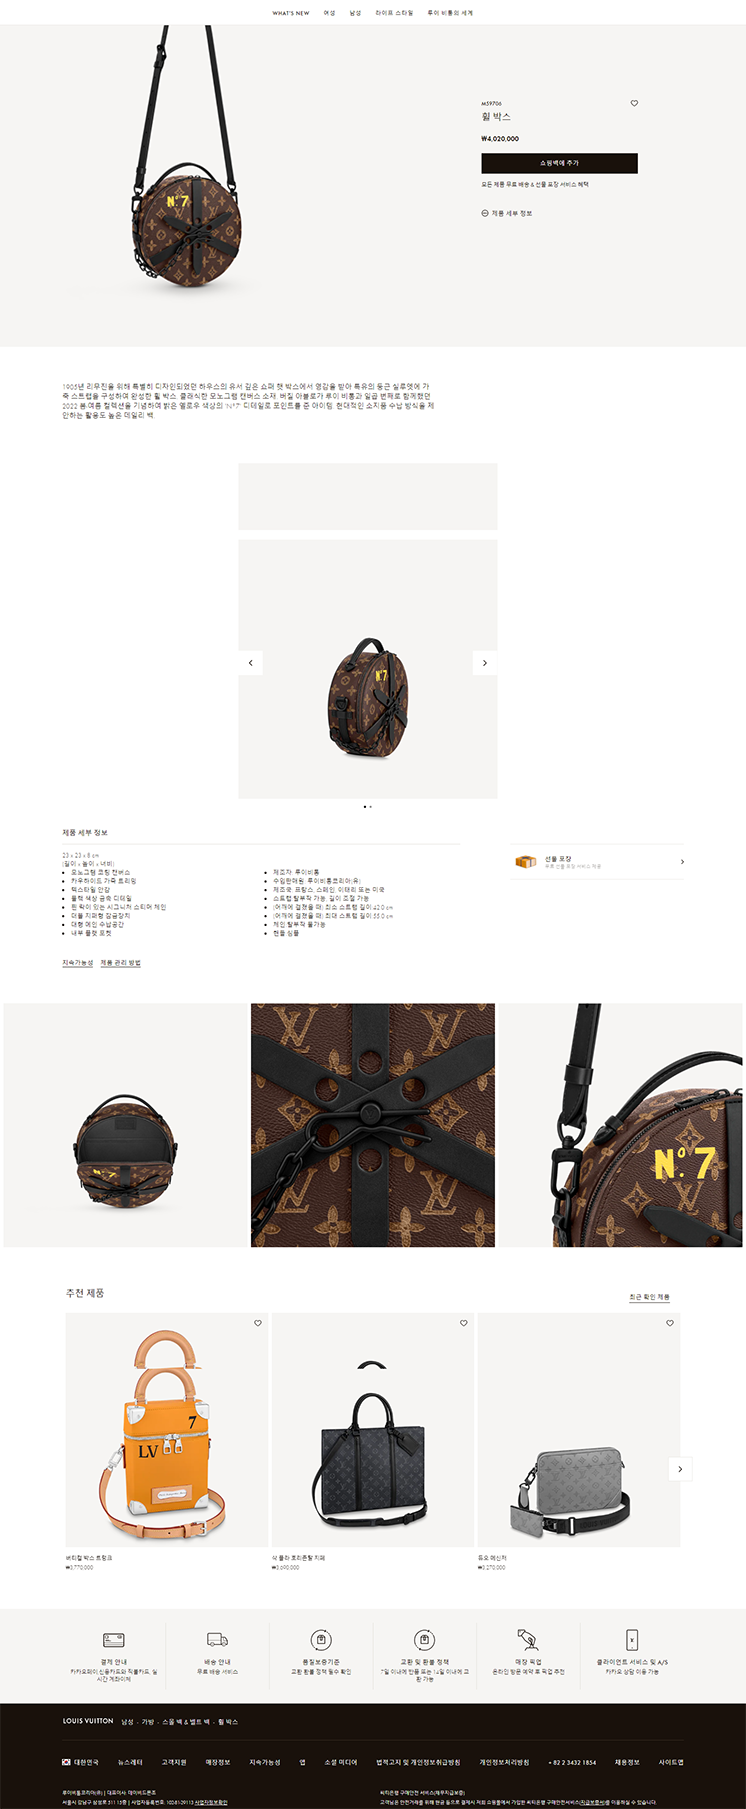 WHAT'S NEW 여성 남성 라이프 스타일 루이 비통의 세계
M59706
휠 박스
₩4,020,000
쇼핑백에 추가
모든 제품 무료 배송 & 선물 포장 서비스 혜택
제품 세부 정보
N°.7
1905년 리무진을 위해 특별히 디자인되었던 하우스의 유서 깊은 쇼퍼 햇 박스에서 영감을 받아 특유의 둥근 실루엣에 가
죽 스트랩을 구성하여 완성한 휠 박스. 클래식한 모노그램 캔버스 소재. 버질 아블로가 루이 비통과 일곱 번째로 함께했던
2022 봄-여름 컬렉션을 기념하여 밝은 옐로우 색상의 'N°7' 디테일로 포인트를 준 아이템. 현대적인 소지품 수납 방식을 제
안하는 활용도 높은 데일리 백.
N°.7
제품 세부 정보
23 x 23 x 8 cm
(길이 x 높이 x 너비)
모노그램 코팅 캔버스
카우하이드 가죽 트리밍
텍스타일 안감
블랙 색상 금속 디테일
핀 락이 있는 시그니처 스티머 체인
더블 지퍼형 잠금장치
대형 메인 수납공간
내부 플랫 포켓
제조자: 루이비통
수입판매원: 루이비통코리아(유)
제조국: 프랑스, 스페인, 이태리 또는 미국
스트랩:탈부착 가능, 길이 조절 가능
(어깨에 걸쳤을 때) 최소 스트랩 길이:42.0 cm
(어깨에 걸쳤을 때) 최대 스트랩 길이:55.0 cm
체인:탈부착 불가능
핸들:심플
선물 포장
무료 선물 포장 서비스 제공
지속가능성 제품 관리 방법
N°.7
N°.7
추천 제품
최근 확인 제품
7
LV
버티컬 박스 트렁크
₩3,770,000
삭 플라 호리존탈 지퍼
₩3,690,000
듀오 메신저
₩3,270,000
결제 안내
카카오페이,신용카드와 직불카드, 실
시간 계좌이체
배송 안내
무료 배송 서비스
품질보증기준
교환 환불 정책 필수 확인
교환 및 환불 정책
7일 이내에 반품 또는 14일 이내에 교
환 가능
매장 픽업
온라인 방문 예약 로 픽업 추천
클라이언트 서비스 및 A/S
카카오 상담 이용 가능
LOUIS VUITTON 남성 가방 스몰 백 & 벨트 백 휠 박스
대한민국 뉴스레터 고객지원 매장정보 지속가능성 앱 소셜 미디어 법적고지 및 개인정보취급방침 개인정보처리방침 + 82 2 3432 1854 채용정보 사이트맵
루이비통코리아(유) | 대표이사: 데이비드폰조
서울시 강남구 삼성로 511 15층 | 사업자등록번호: 102-81-29113 사업자정보확인
씨티은행 구매안전 서비스(채무지급보증)
고객님은 안전거래를 위해 현금 등으로 결제시 저희 쇼핑몰에서 가입한 씨티은행 구매안전서비스(지급보증서)를 이용하실 수 있습니다.